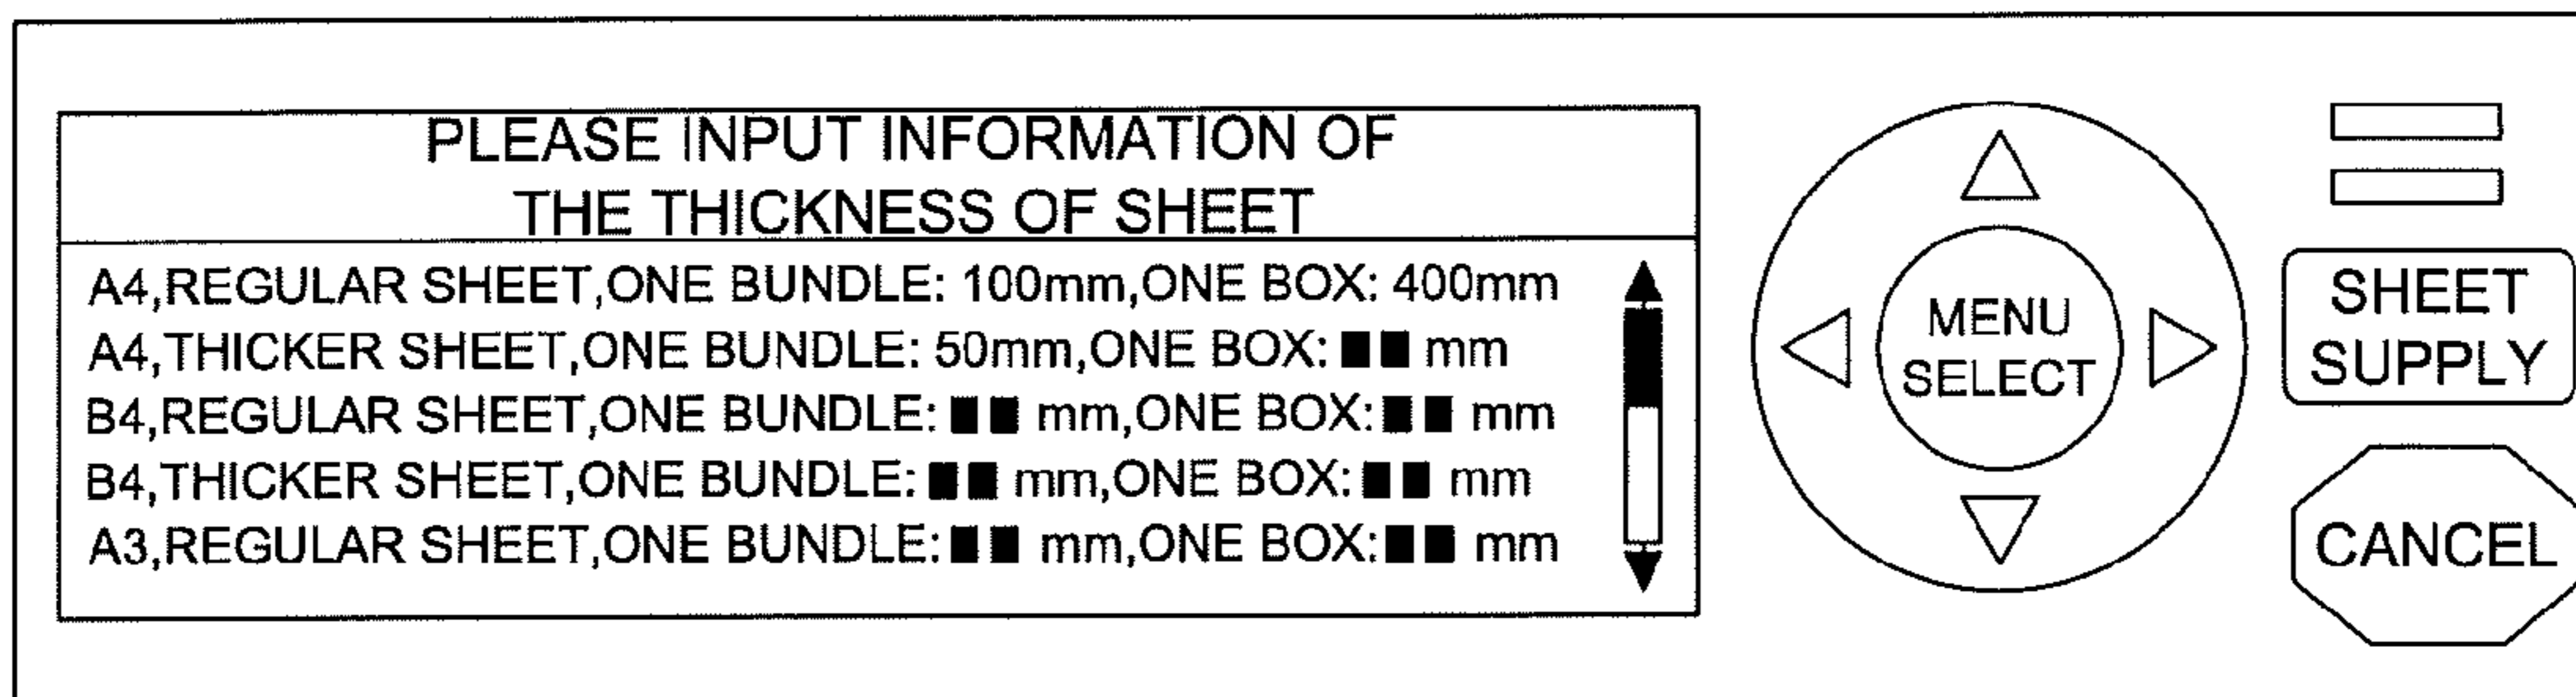 PLEASE INPUT INFORMATION OF
THE THICKNESS OF SHEET
A4,REGULAR SHEET,ONE BUNDLE: 100mm,ONE BOX: 400mm
A4,THICKER SHEET,ONE BUNDLE: 50mm,ONE BOX: ■■ mm
B4,REGULAR SHEET,ONE BUNDLE: ■■ mm,ONE BOX: ■■ mm
B4,THICKER SHEET,ONE BUNDLE: ■■ mm,ONE BOX: ■■ mm
A3,REGULAR SHEET,ONE BUNDLE: ■■ mm,ONE BOX: ■■ mm
MENU
SELECT
SHEET
SUPPLY
CANCEL